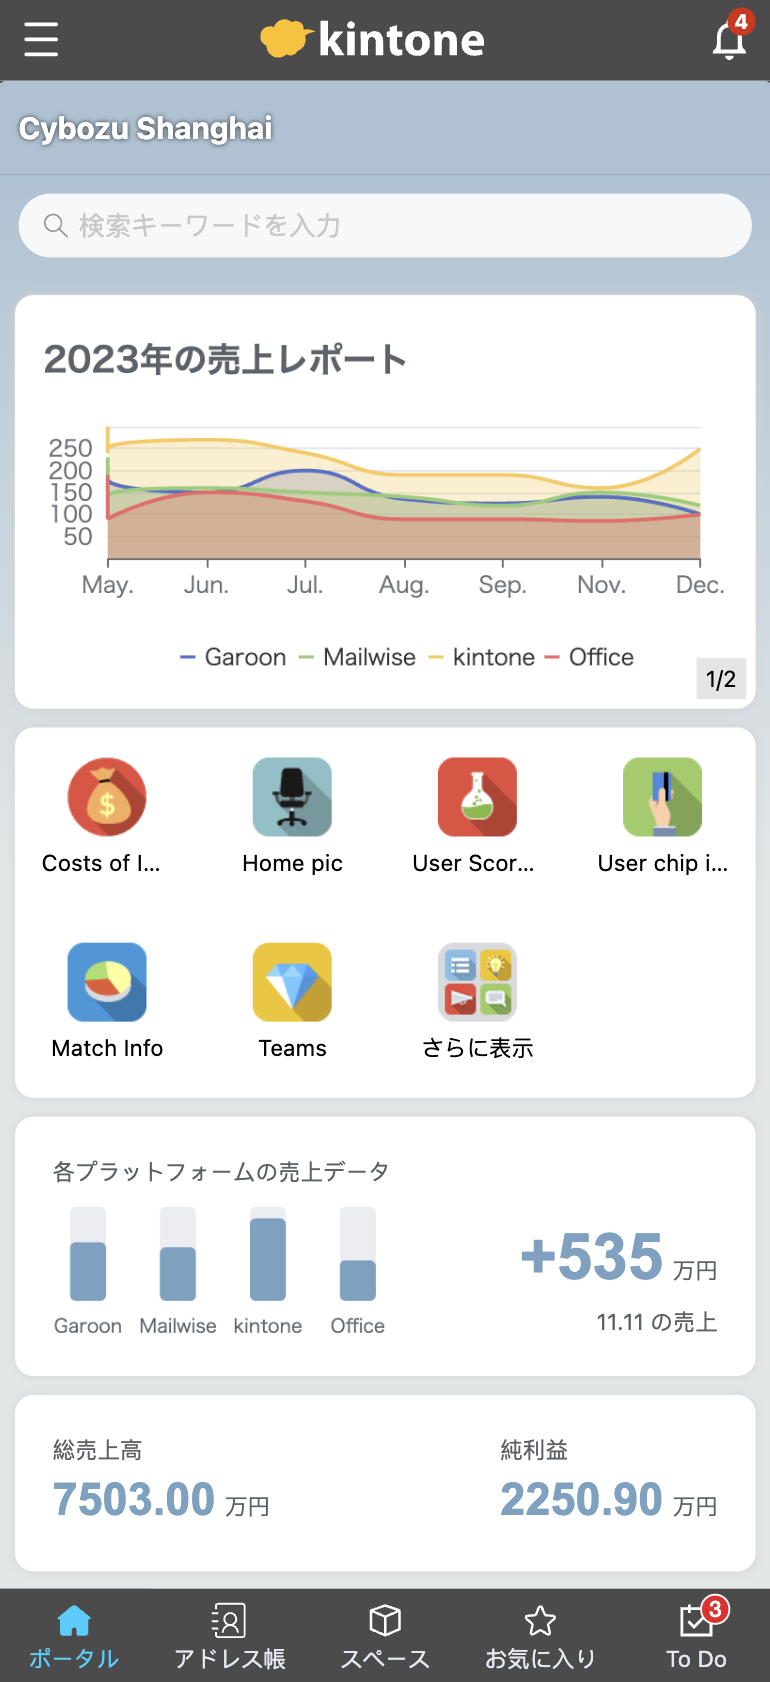 kintone
4
Cybozu Shanghai
検索キーワードを入力
2023年の売上レポート
250
200
150
100
50
May. Jun. Jul. Aug. Sep. Nov. Dec.
Garoon Mailwise kintone Office
1/2
Costs of I... Home pic User Scor... User chip i...
Match Info Teams さらに表示
各プラットフォームの売上データ
+535 万円
Garoon Mailwise kintone Office
11.11 の売上
総売上高 純利益
7503.00 万円 2250.90 万円
3
ポータル アドレス帳 スペース お気に入り To Do